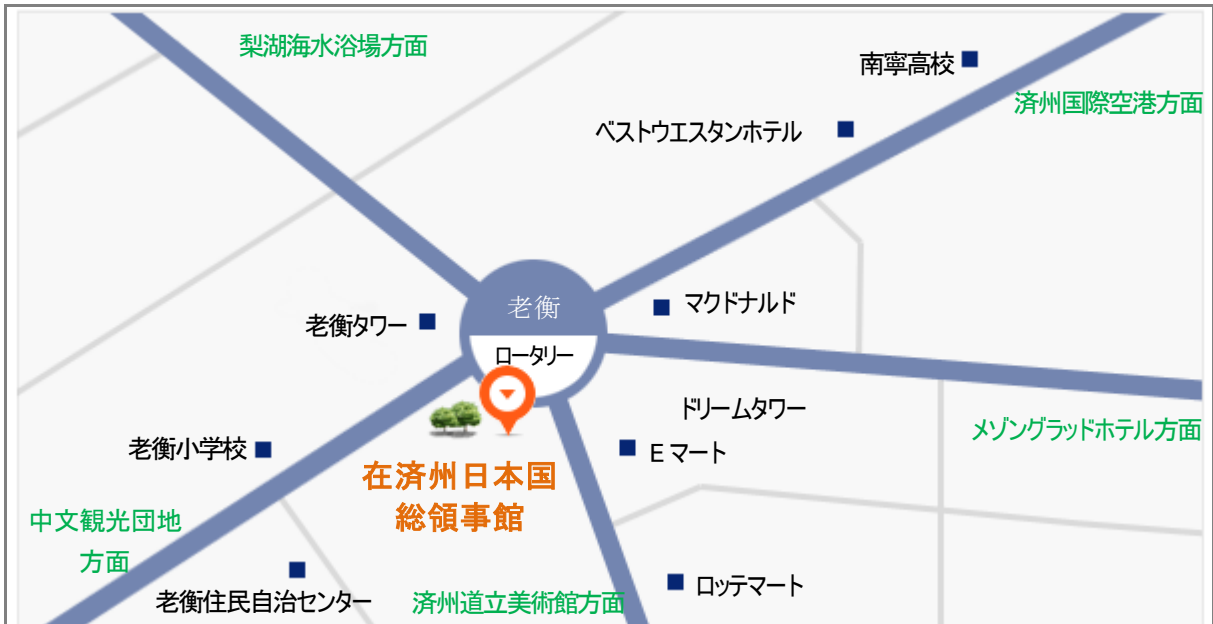 梨湖海水浴場方面
南寧高校
済州国際空港方面
ベストウエスタンホテル
老衡
マクドナルド
老衡タワー
ロータリー
ドリームタワー
メゾングラッドホテル方面
老衡小学校
Eマート
在済州日本国
総領事館
中文観光団地
方面
老衡住民自治センター
済州道立美術館方面
ロッテマート